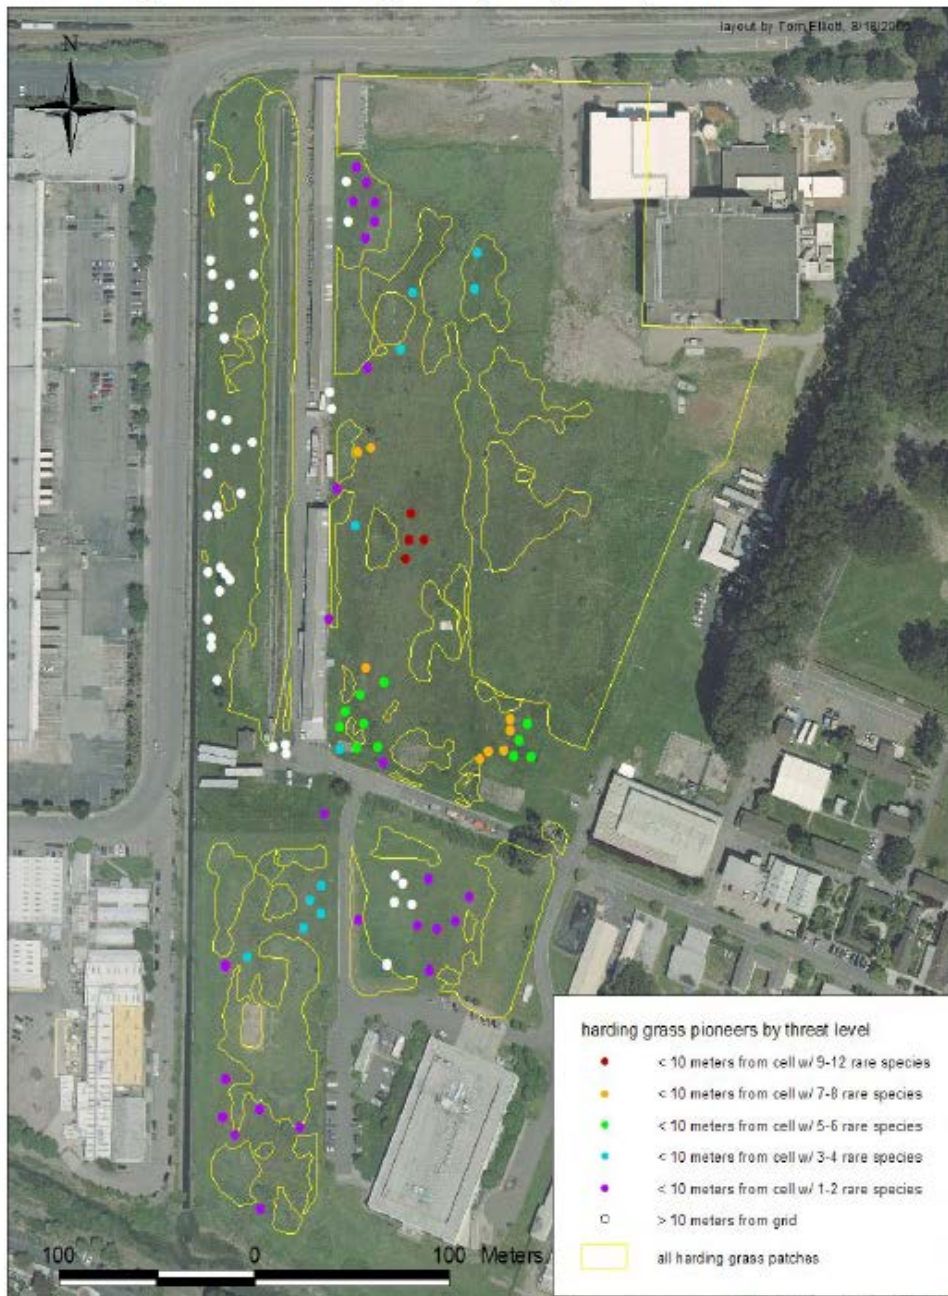 layout by Tom Elliott, 8/18/200
N
harding grass pioneers by threat level
< 10 meters from cell w/ 9-12 rare species
< 10 meters from cell w/ 7-8 rare species
< 10 meters from cell w/ 5-6 rare species
< 10 meters from cell w/ 3-4 rare species
< 10 meters from cell w/ 1-2 rare species
> 10 meters from grid
all harding grass patches
100 0 100 Meters